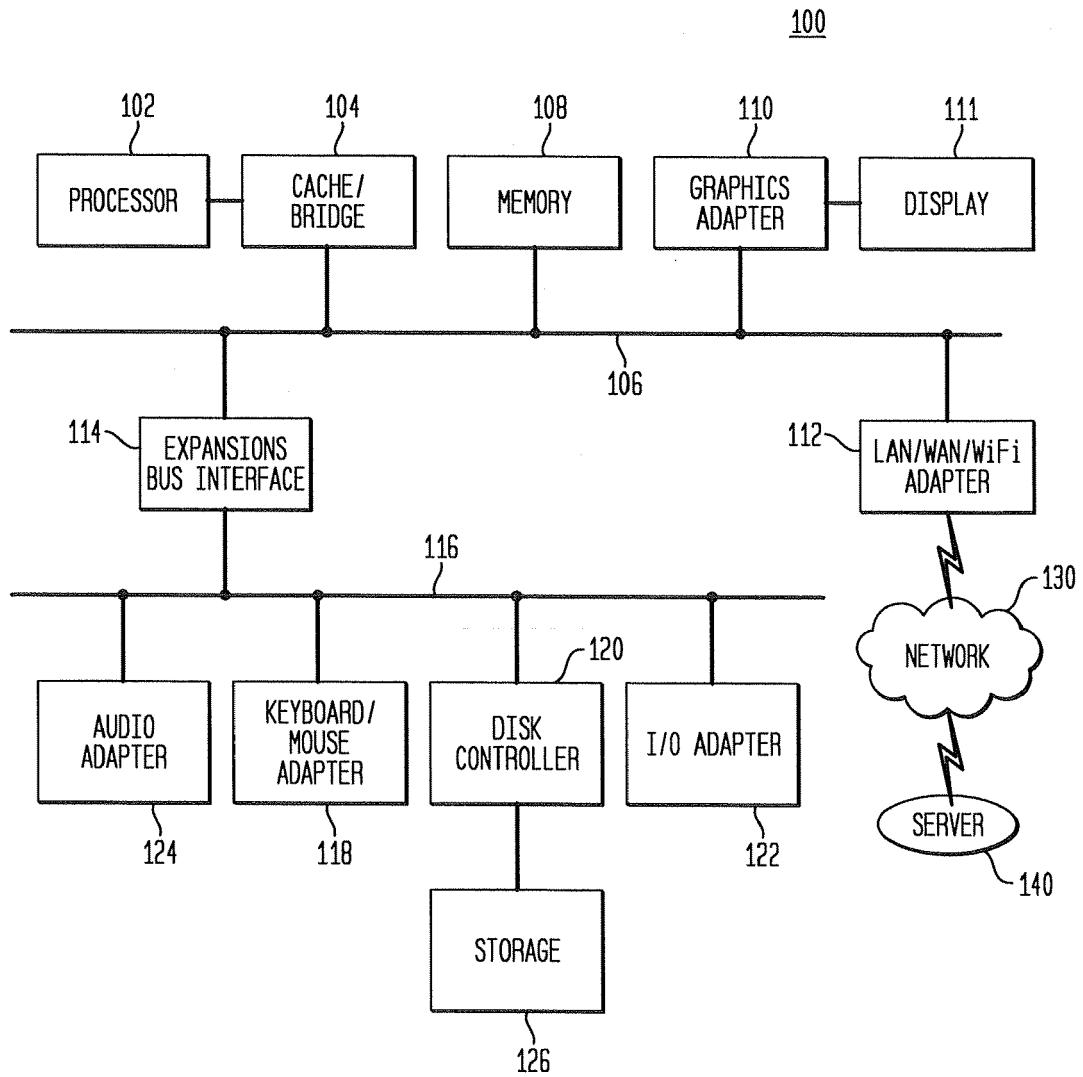 100
102
104
108
110
111
PROCESSOR
CACHE/
BRIDGE
MEMORY
GRAPHICS
ADAPTER
DISPLAY
106
114
EXPANSIONS
BUS INTERFACE
112
LAN/WAN/WiFi
ADAPTER
116
130
NETWORK
120
AUDIO
ADAPTER
KEYBOARD/
MOUSE
ADAPTER
DISK
CONTROLLER
I/O ADAPTER
124
118
122
SERVER
140
STORAGE
126